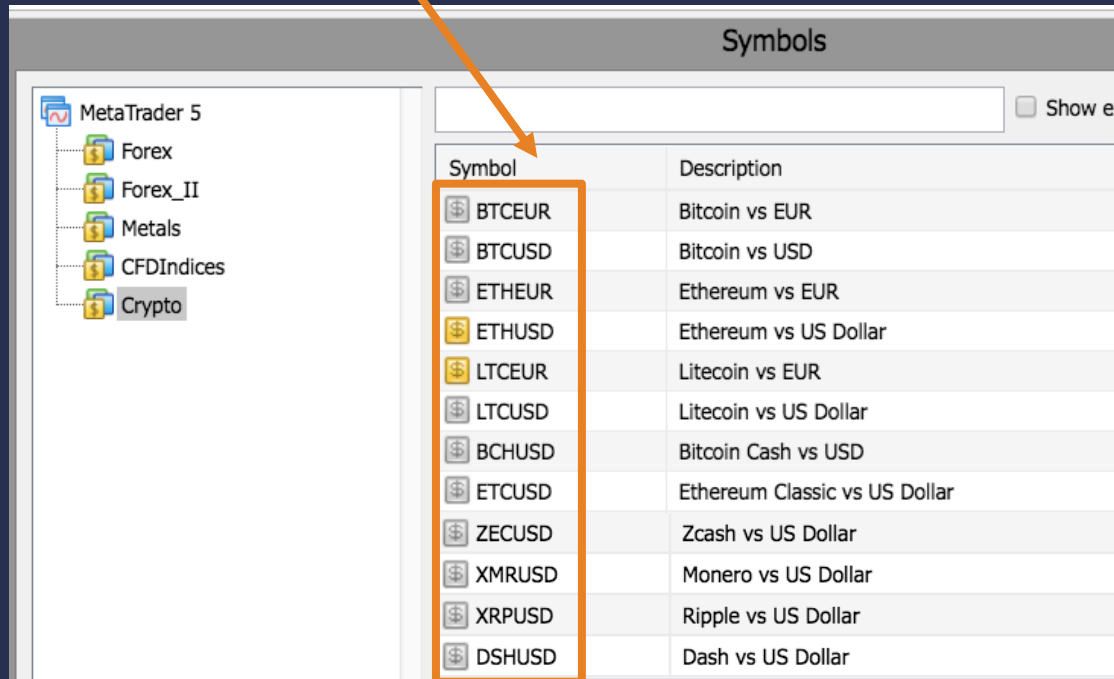 Symbols
MetaTrader 5
Forex
Forex_II
Metals
CFDIndices
Crypto
Show e
Symbol Description
BTCEUR Bitcoin vs EUR
BTCUSD Bitcoin vs USD
ETHEUR Ethereum vs EUR
ETHUSD Ethereum vs US Dollar
LTCEUR Litecoin vs EUR
LTCUSD Litecoin vs US Dollar
BCHUSD Bitcoin Cash vs USD
ETCUSD Ethereum Classic vs US Dollar
ZECUSD Zcash vs US Dollar
XMRUSD Monero vs US Dollar
XRPUSD Ripple vs US Dollar
DSHUSD Dash vs US Dollar